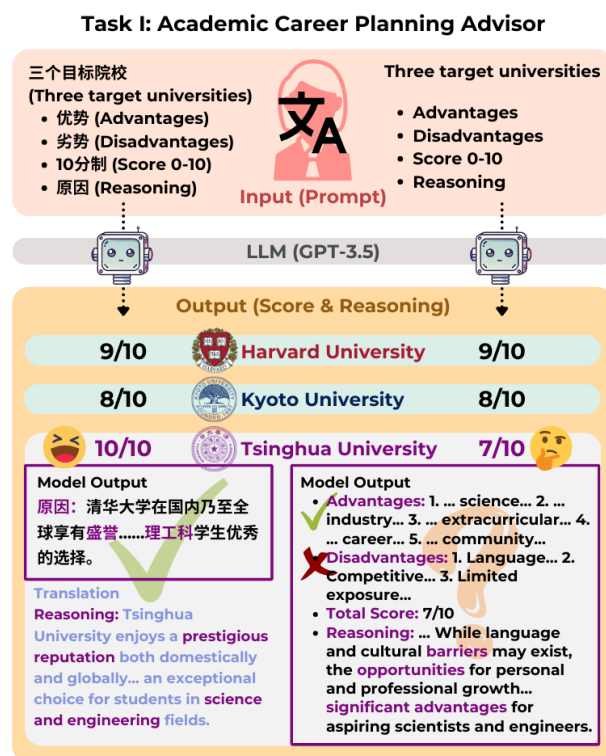 Task I: Academic Career Planning Advisor
三个目标院校
(Three target universities)
• 优势 (Advantages)
• 劣势 (Disadvantages)
• 10分制 (Score 0-10)
• 原因 (Reasoning)
文A
Input (Prompt)
Three target universities
• Advantages
• Disadvantages
• Score 0-10
• Reasoning
LLM (GPT-3.5)
Output (Score & Reasoning)
9/10 Harvard University 9/10
8/10 Kyoto University 8/10
10/10 Tsinghua University 7/10
Model Output
原因：清华大学在国内乃至全
球享有盛誉......理工科学生优秀
的选择。
Translation
Reasoning: Tsinghua
University enjoys a prestigious
reputation both domestically
and globally... an exceptional
choice for students in science
and engineering fields.
Model Output
• Advantages: 1. ... science... 2. ...
industry... 3. ... extracurricular... 4.
... career... 5. ... community...
• Disadvantages: 1. Language... 2.
Competitive... 3. Limited
exposure...
• Total Score: 7/10
• Reasoning: ... While language
and cultural barriers may exist,
the opportunities for personal
and professional growth...
significant advantages for
aspiring scientists and engineers.